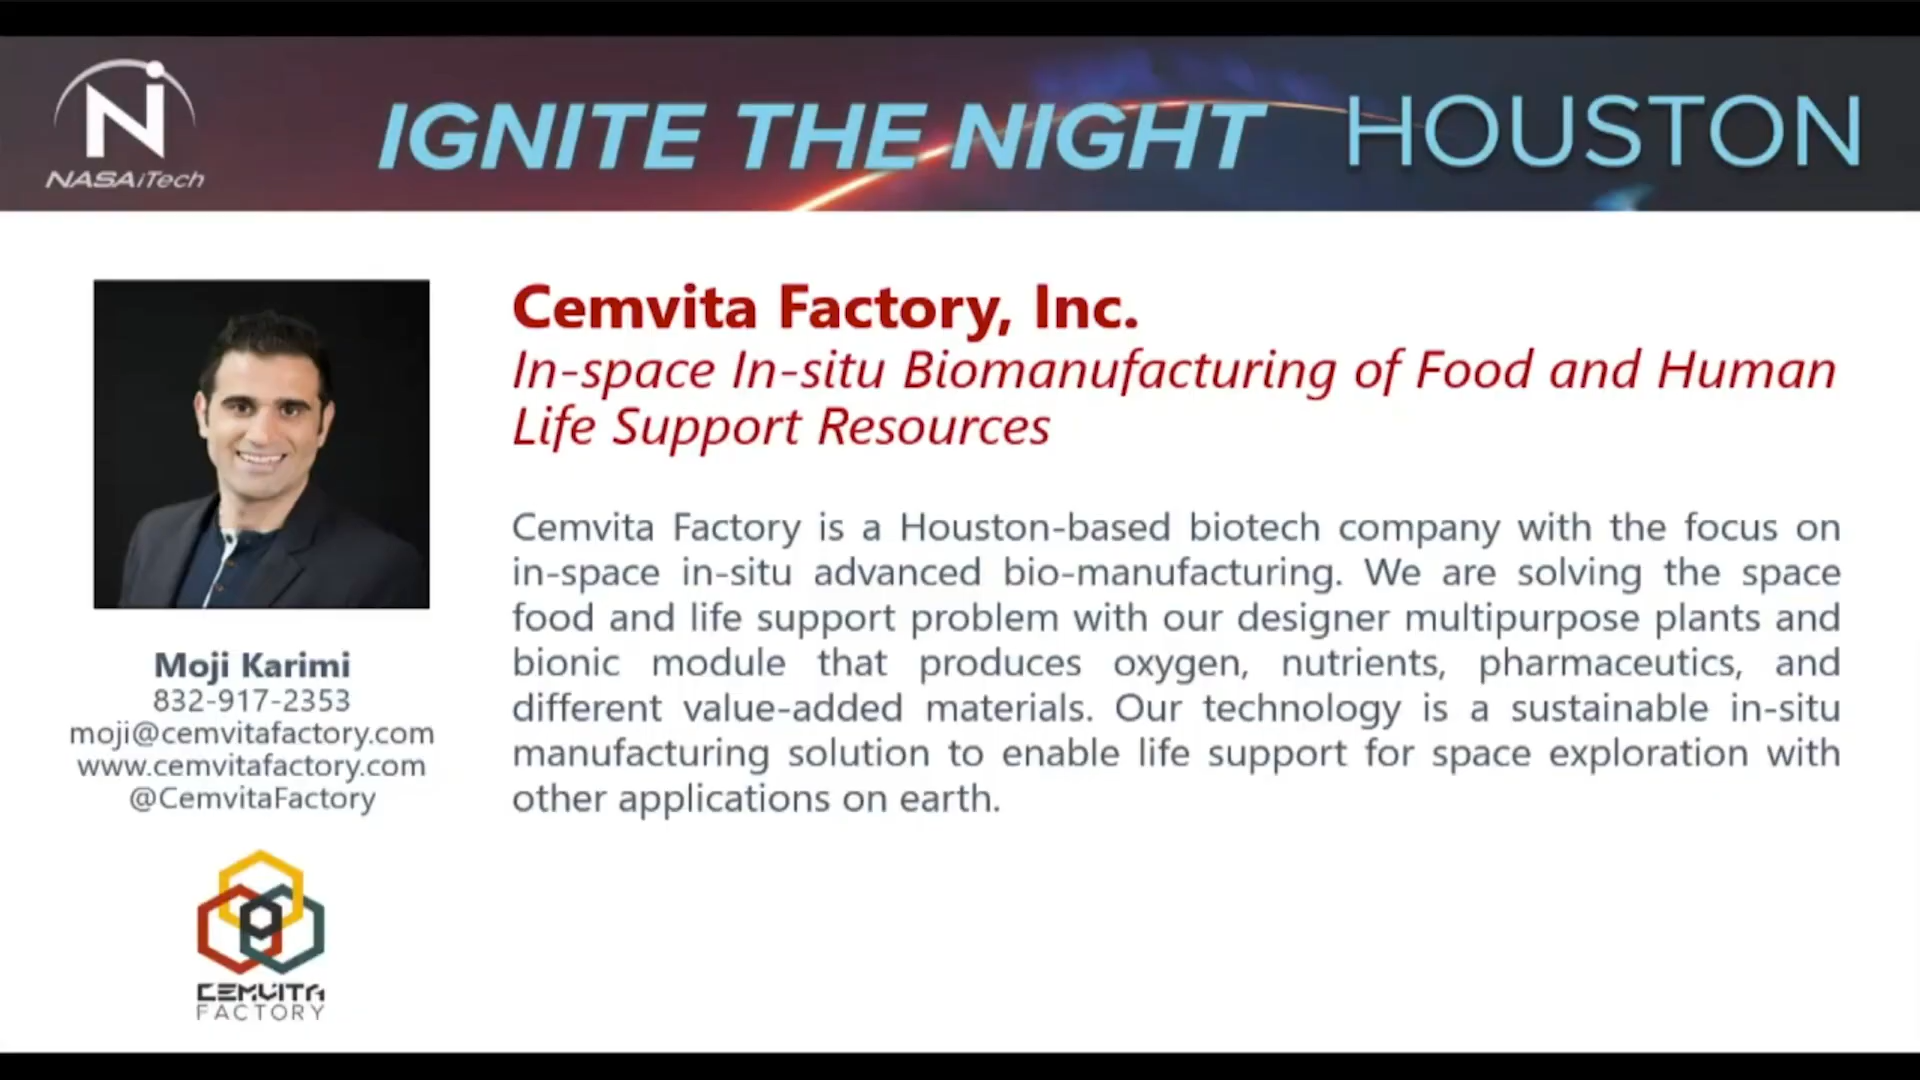 NASAiTech
IGNITE THE NIGHT HOUSTON
Cemvita Factory, Inc.
In-space In-situ Biomanufacturing of Food and Human
Life Support Resources
Cemvita Factory is a Houston-based biotech company with the focus on
in-space in-situ advanced bio-manufacturing. We are solving the space
food and life support problem with our designer multipurpose plants and
bionic module that produces oxygen, nutrients, pharmaceutics, and
different value-added materials. Our technology is a sustainable in-situ
manufacturing solution to enable life support for space exploration with
other applications on earth.
Moji Karimi
832-917-2353
moji@cemvitafactory.com
www.cemvitafactory.com
@CemvitaFactory
CEMVITA
FACTORY